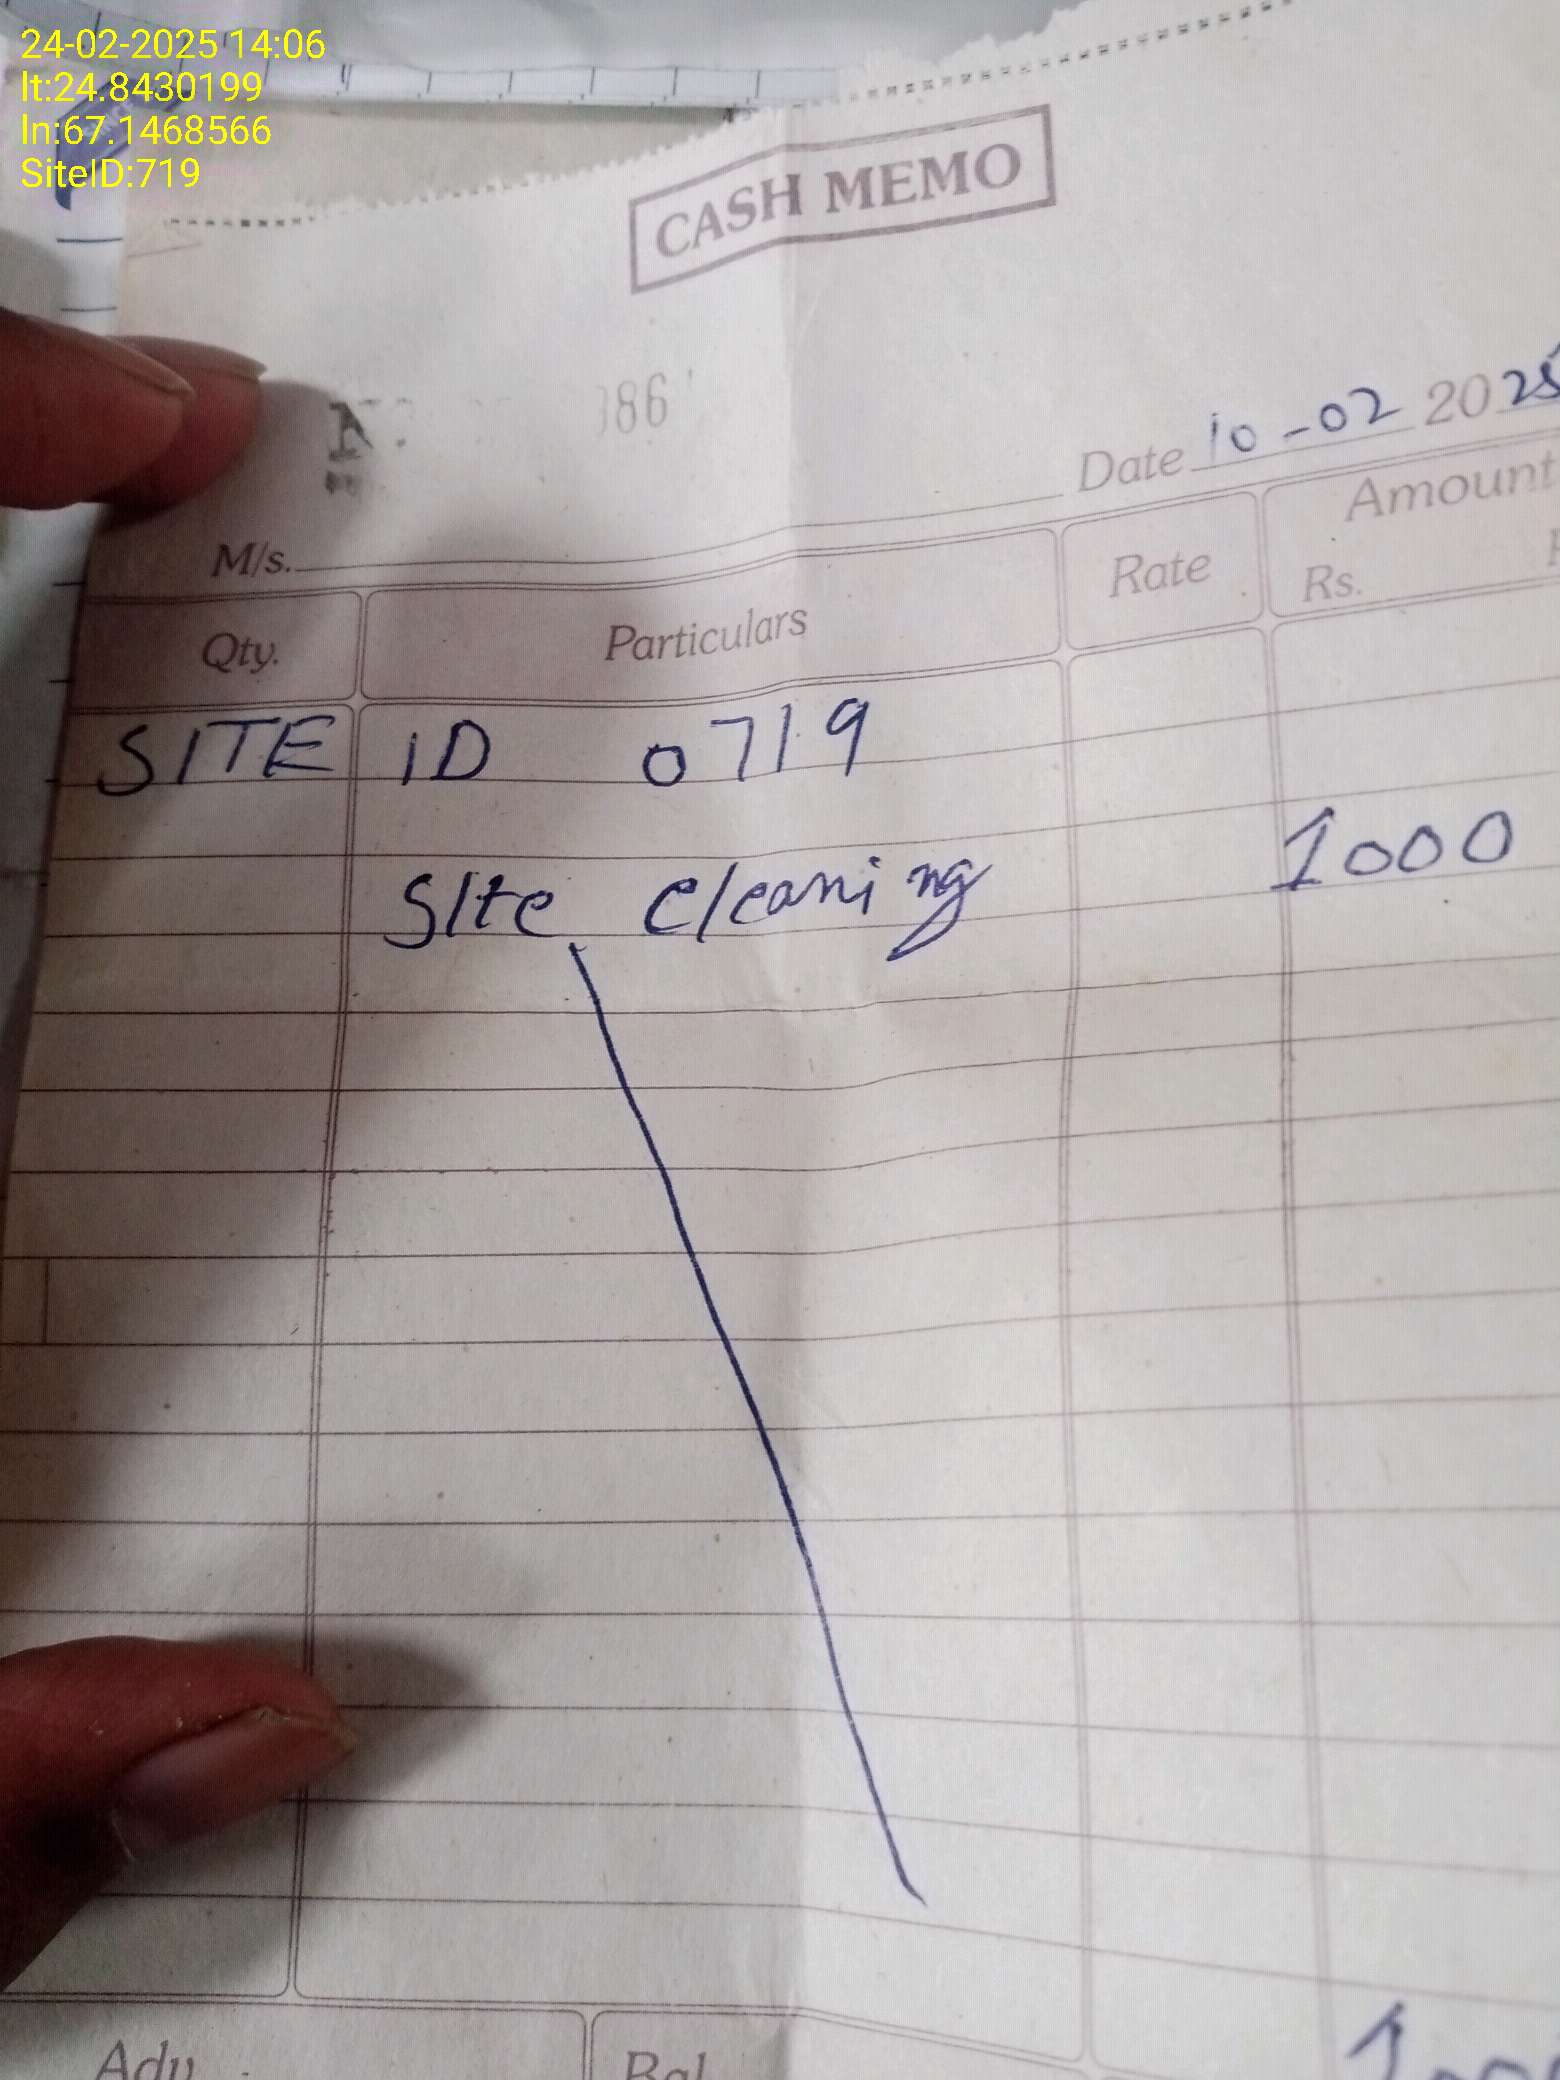 24-02-2025 14:06
lt:24.8430199
ln:67.1468566
SiteID:719
CASH MEMO
Date 10-02 2025
M/s.
Qty. Particulars Rate Amount
Rs.
SITE ID 0719
Site Cleaning 1000
Adv. Bal